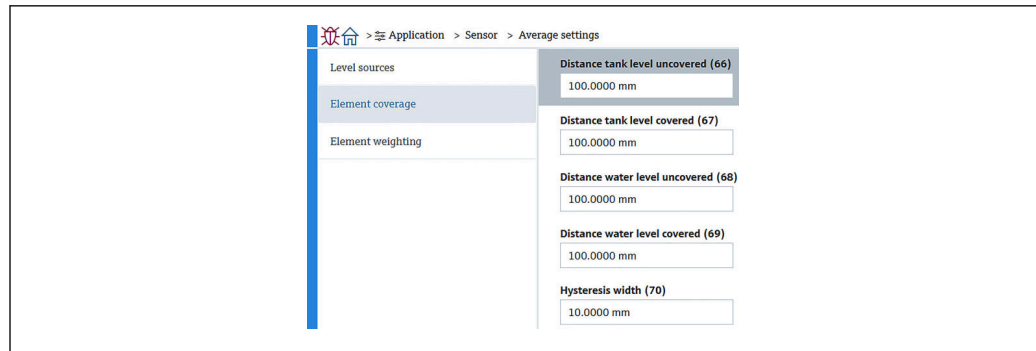 > Application > Sensor > Average settings
Level sources
Element coverage
Element weighting
Distance tank level uncovered (66)
100.0000 mm
Distance tank level covered (67)
100.0000 mm
Distance water level uncovered (68)
100.0000 mm
Distance water level covered (69)
100.0000 mm
Hysteresis width (70)
10.0000 mm